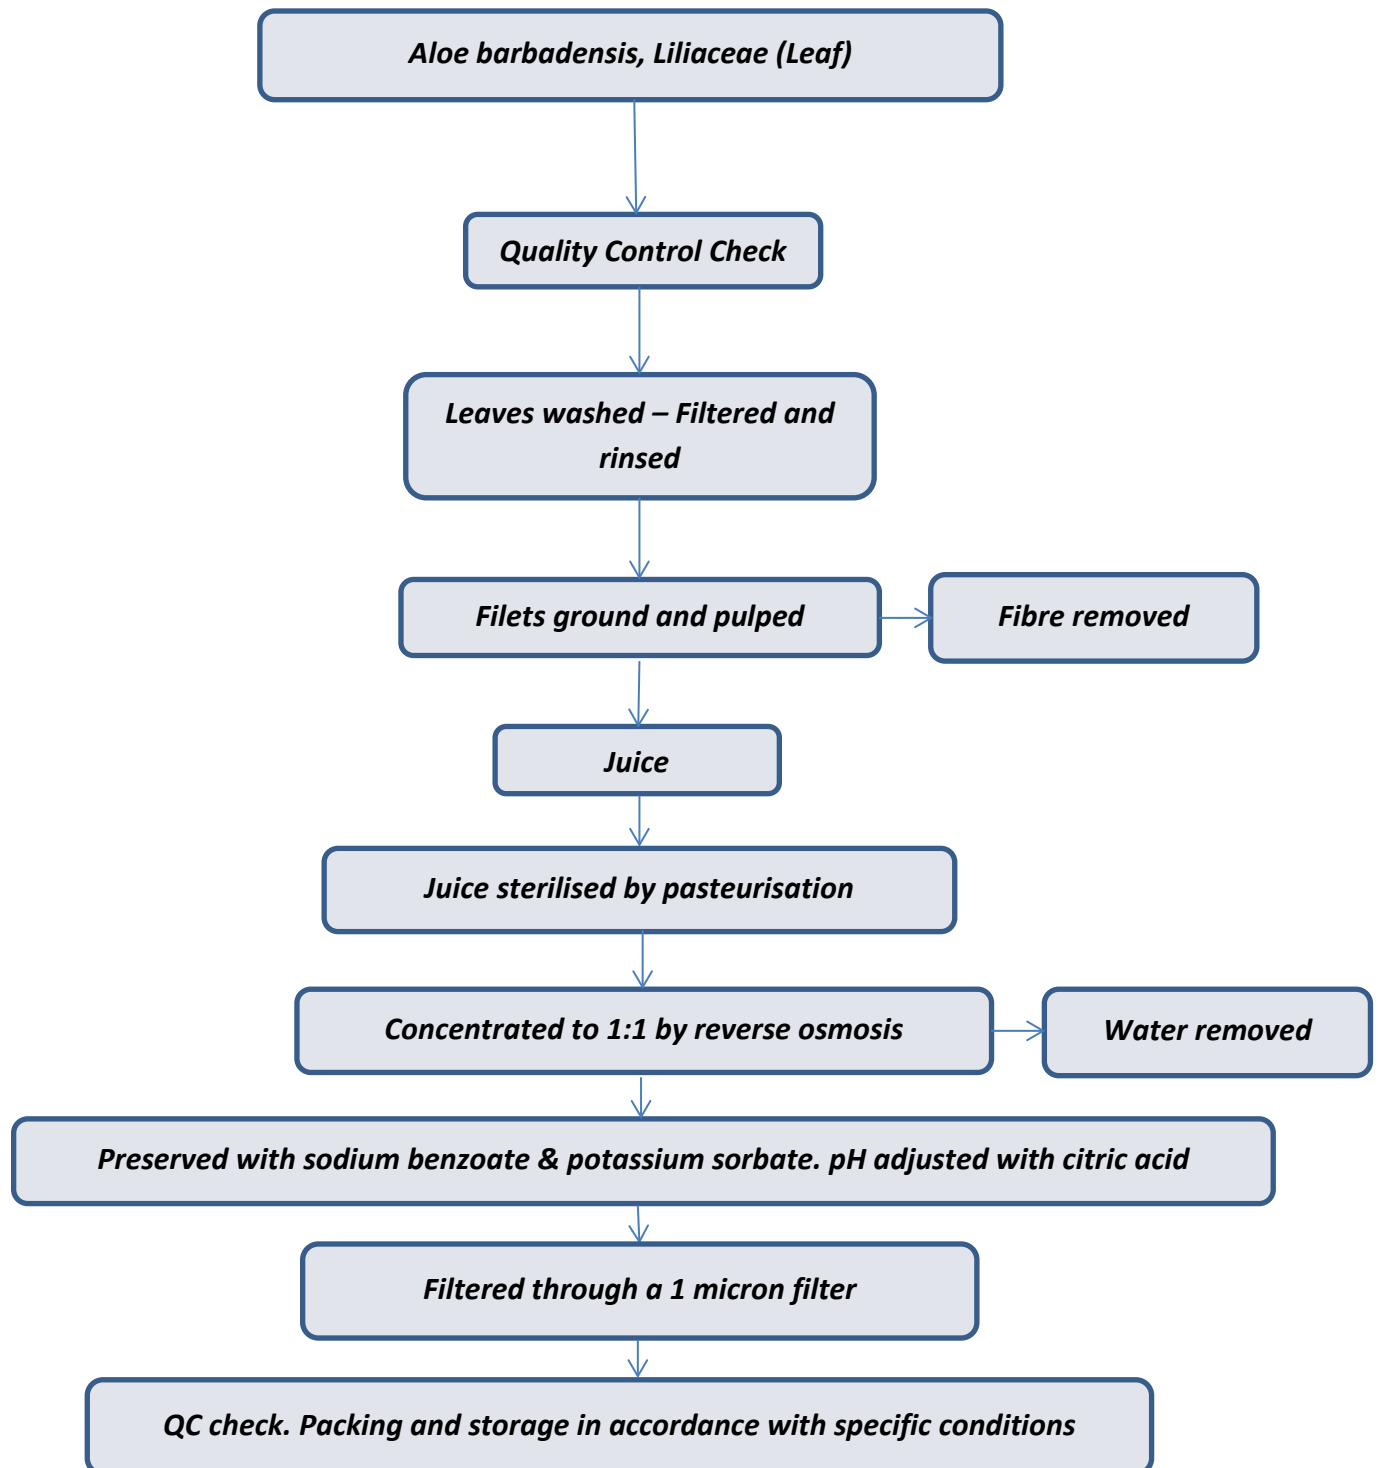 Aloe barbadensis, Liliaceae (Leaf)
Quality Control Check
Leaves washed – Filtered and
rinsed
Filets ground and pulped
Fibre removed
Juice
Juice sterilised by pasteurisation
Concentrated to 1:1 by reverse osmosis
Water removed
Preserved with sodium benzoate & potassium sorbate. pH adjusted with citric acid
Filtered through a 1 micron filter
QC check. Packing and storage in accordance with specific conditions